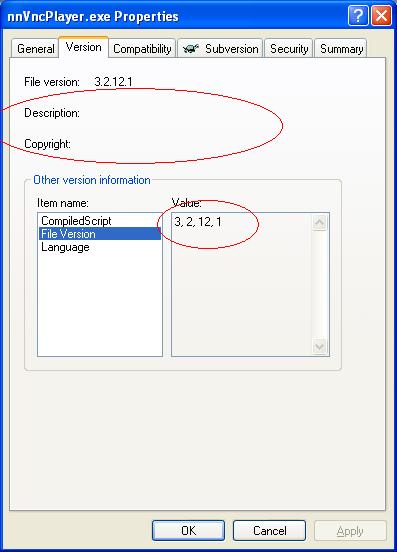 nnVncPlayer.exe Properties
General Version Compatibility Subversion Security Summary
File version: 3.2.12.1
Description:
Copyright:
Other version information
Item name: Value:
CompiledScript 3, 2, 12, 1
File Version
Language
OK Cancel Apply